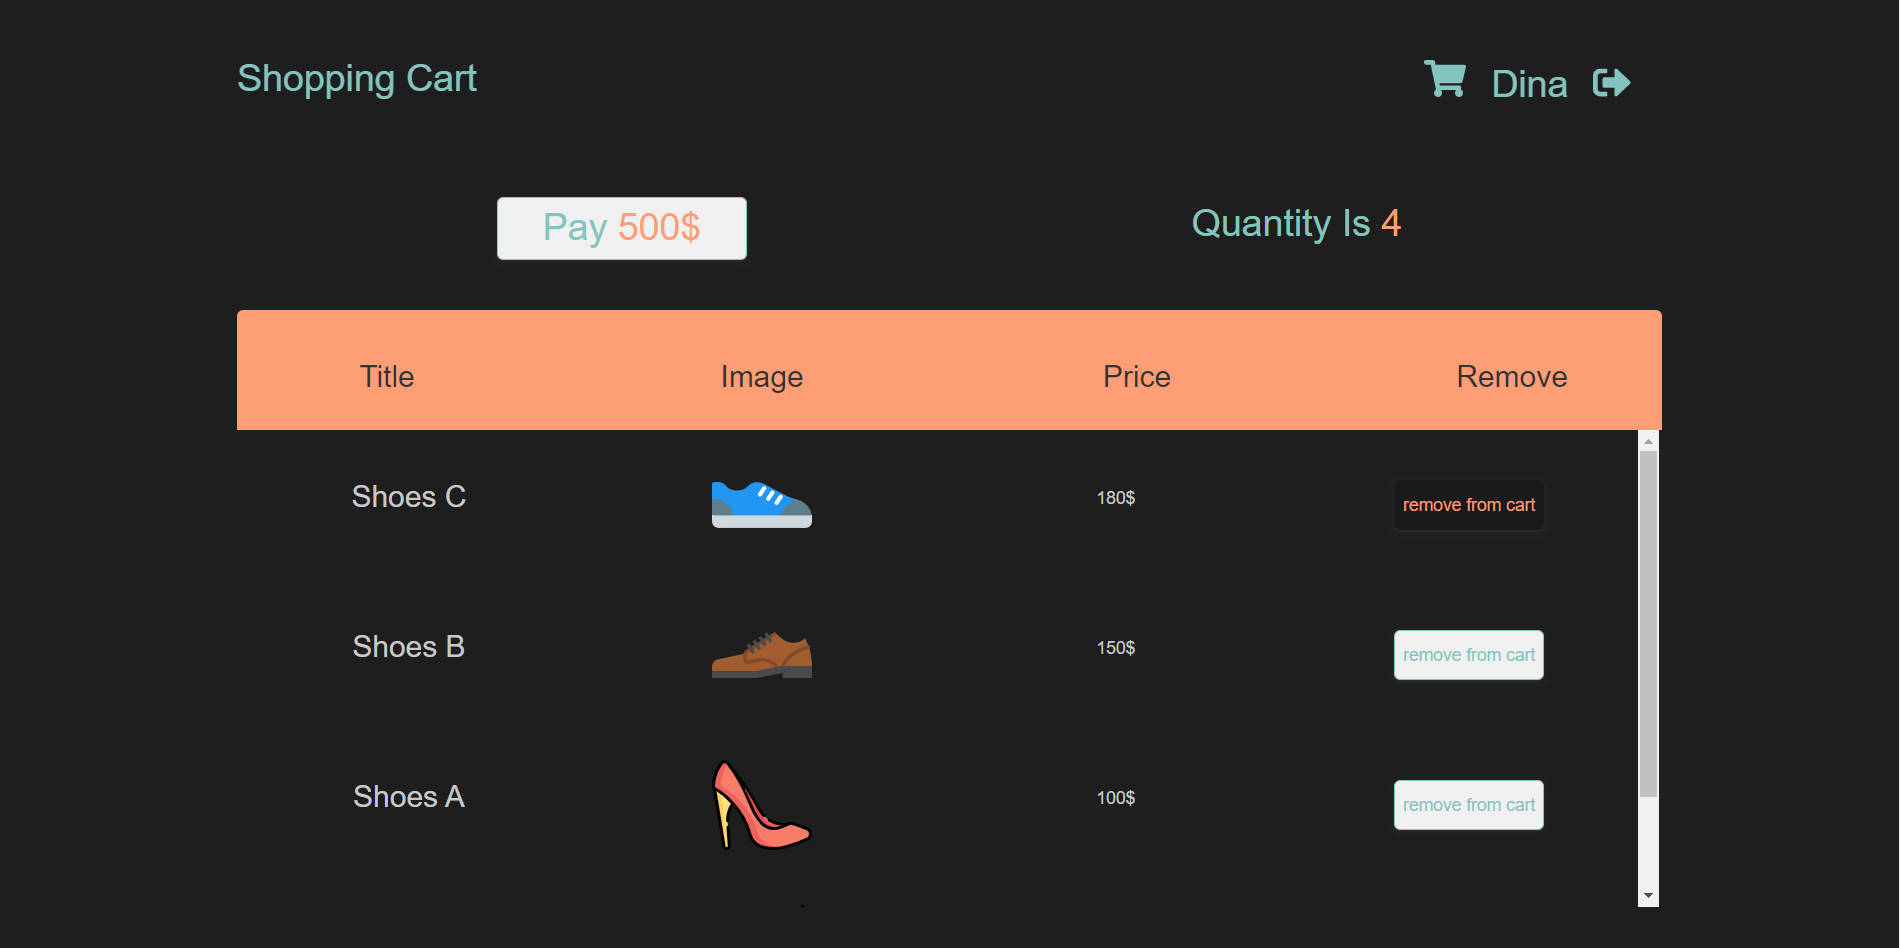 Shopping Cart
Dina
Pay 500$
Quantity Is 4
Title Image Price Remove
Shoes C 180$ remove from cart
Shoes B 150$ remove from cart
Shoes A 100$ remove from cart